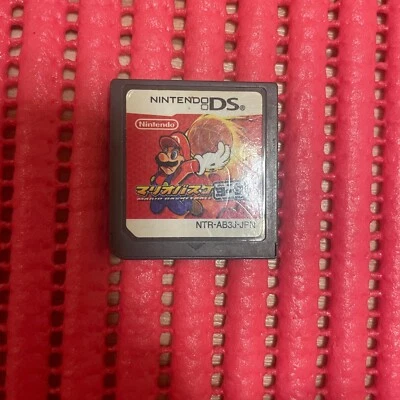 NINTENDO DS
Nintendo
マリオバスケ 3on3
MARIO BASKETBALL
NTR-AB3J-JPN